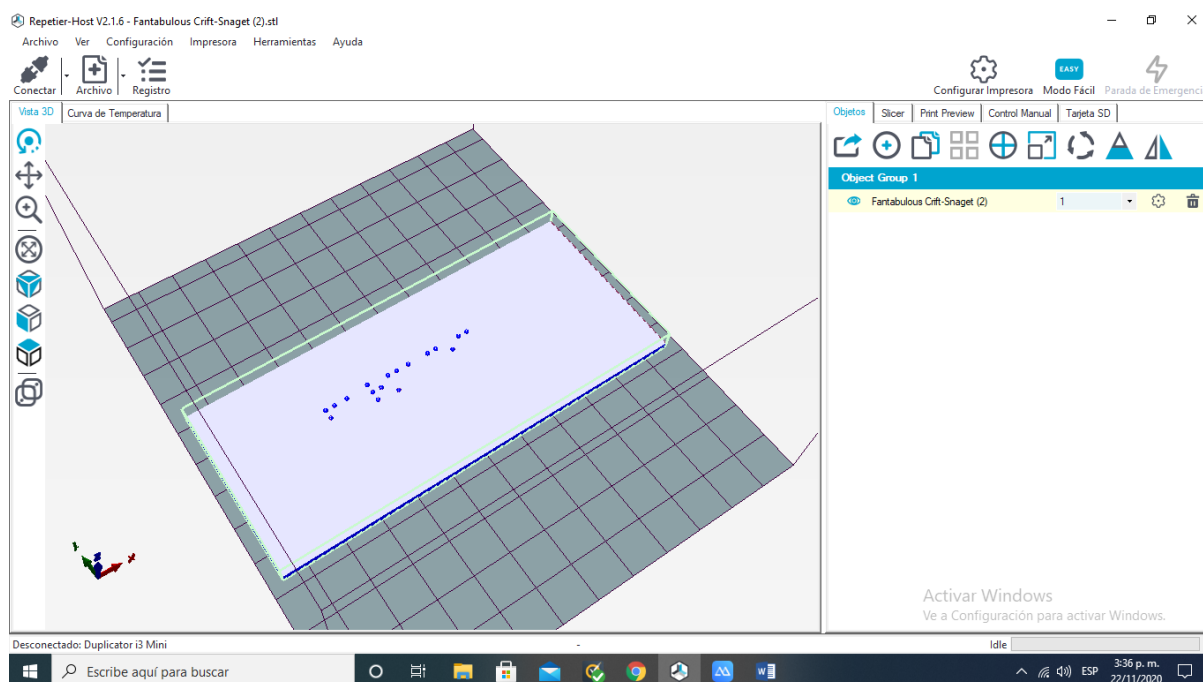 Repetier-Host V2.1.6 - Fantabulous Crift-Snaget (2).stl
Archivo Ver Configuración Impresora Herramientas Ayuda
Conectar Archivo Registro Configurar Impresora Modo Fácil Parada de Emergenci
EASY
Vista 3D Curva de Temperatura Objetos Slicer Print Preview Control Manual Tarjeta SD
Object Group 1
Fantabulous Crift-Snaget (2) 1
Activar Windows
Ve a Configuración para activar Windows.
Desconectado: Duplicator i3 Mini - Idle
Escribe aquí para buscar
ESP
3:36 p. m.
22/11/2020